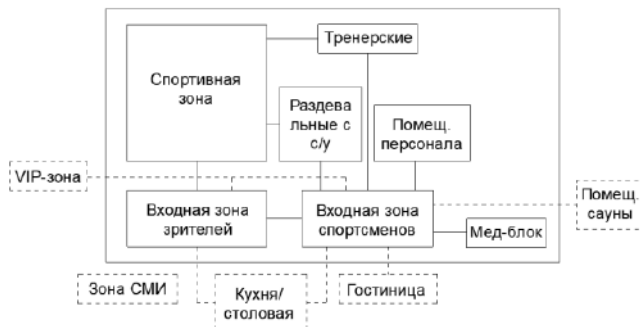 Тренерские
Спортивная
зона
Раздева
льные с
с/у
Помещ.
персонала
VIP-зона
Помещ.
сауны
Входная зона
зрителей
Входная зона
спортсменов
Мед-блок
Зона СМИ
Кухня/
столовая
Гостиница